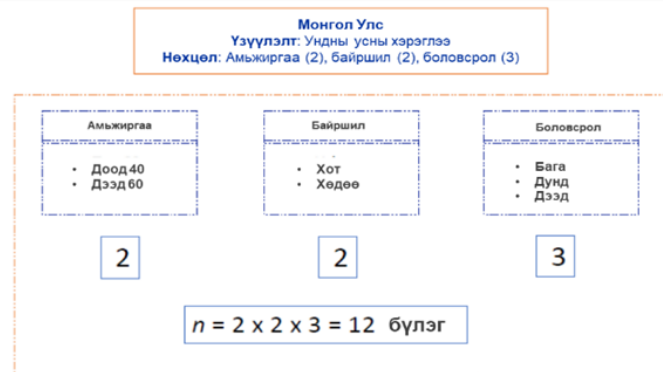 Монгол Улс
Үзүүлэлт: Ундны усны хэрэглээ
Нөхцөл: Амьжиргаа (2), байршил (2), боловсрол (3)
Амьжиргаа
• Доод 40
• Дээд 60
2
Байршил
• Хот
• Хөдөө
2
Боловсрол
• Бага
• Дунд
• Дээд
3
n = 2 x 2 x 3 = 12 бүлэг